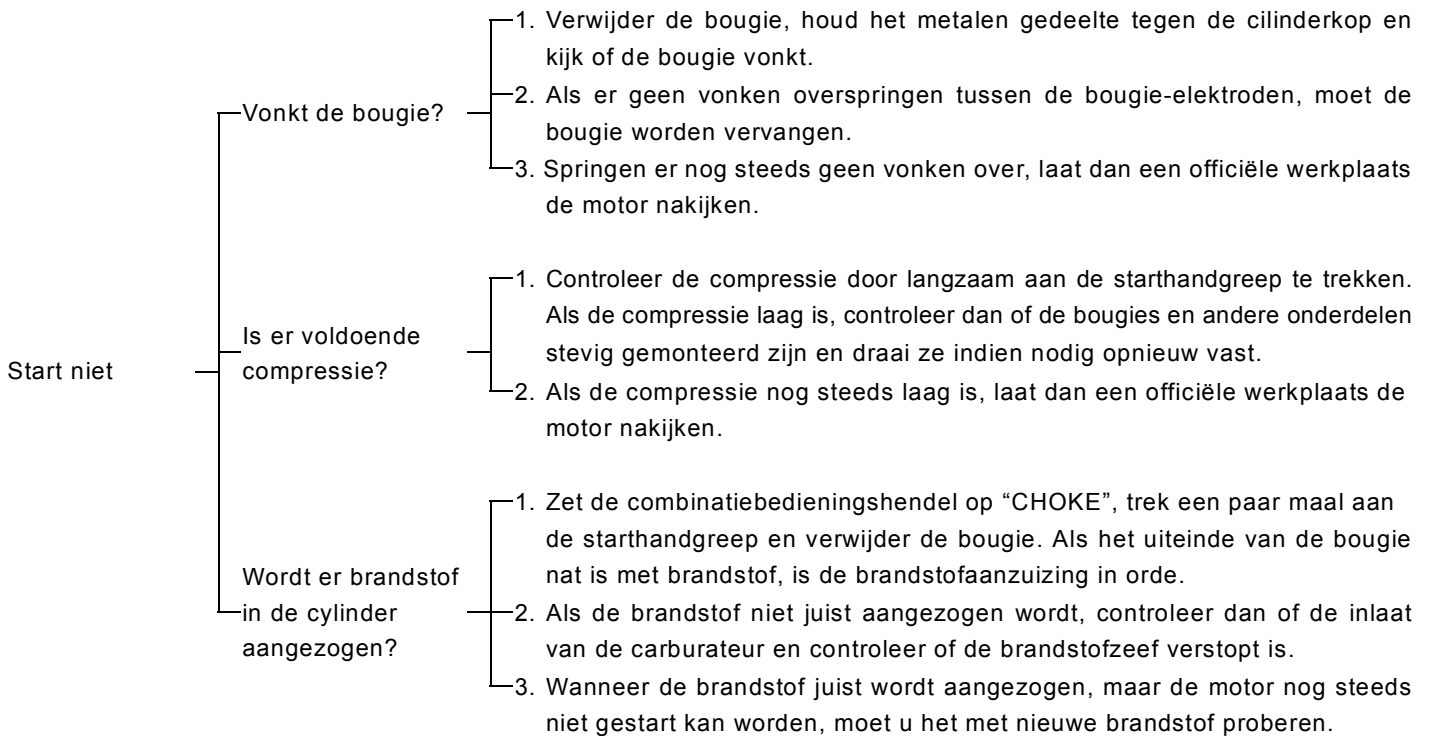 Start niet
Vonkt de bougie?
1. Verwijder de bougie, houd het metalen gedeelte tegen de cilinderkop en
kijk of de bougie vonkt.
2. Als er geen vonken overspringen tussen de bougie-elektroden, moet de
bougie worden vervangen.
3. Springen er nog steeds geen vonken over, laat dan een officiële werkplaats
de motor nakijken.
Is er voldoende
compressie?
1. Controleer de compressie door langzaam aan de starthandgreep te trekken.
Als de compressie laag is, controleer dan of de bougies en andere onderdelen
stevig gemonteerd zijn en draai ze indien nodig opnieuw vast.
2. Als de compressie nog steeds laag is, laat dan een officiële werkplaats de
motor nakijken.
Wordt er brandstof
in de cylinder
aangezogen?
1. Zet de combinatiebedieningshendel op “CHOKE”, trek een paar maal aan
de starthandgreep en verwijder de bougie. Als het uiteinde van de bougie
nat is met brandstof, is de brandstofaanzuizing in orde.
2. Als de brandstof niet juist aangezogen wordt, controleer dan of de inlaat
van de carburateur en controleer of de brandstofzeef verstopt is.
3. Wanneer de brandstof juist wordt aangezogen, maar de motor nog steeds
niet gestart kan worden, moet u het met nieuwe brandstof proberen.